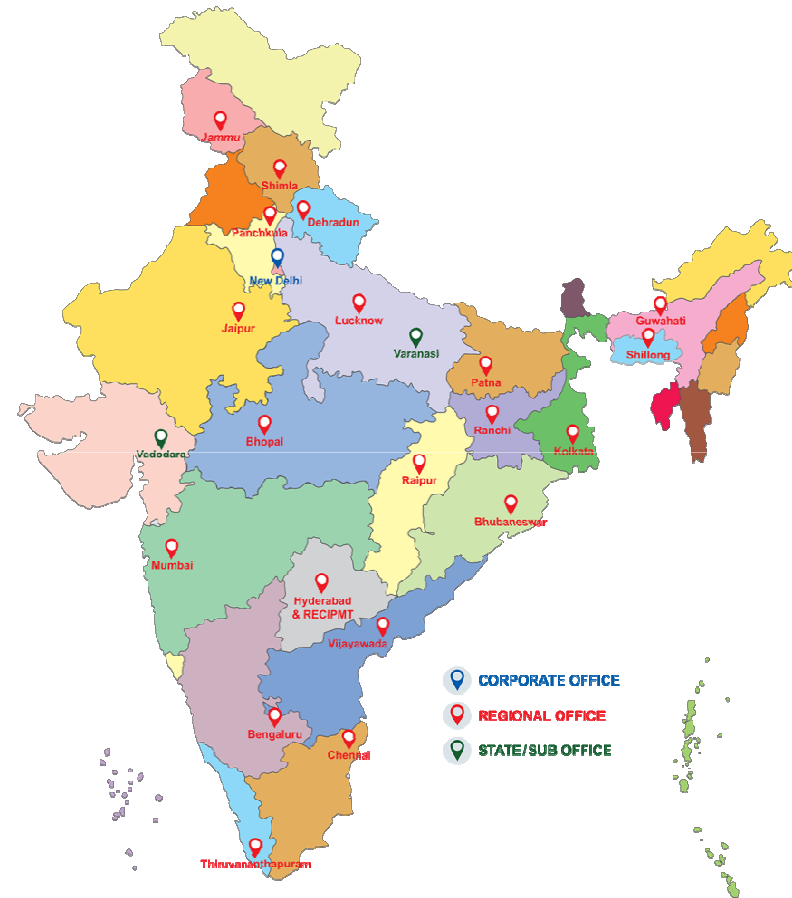 Jammu
Shimla
Panchkula
Dehradun
New Delhi
Jaipur
Lucknow
Varanasi
Guwahati
Shillong
Patna
Ranchi
Bhopal
Vadodara
Kolkata
Raipur
Bhubaneswar
Mumbai
Hyderabad
& RECIPMT
Vijayawada
CORPORATE OFFICE
REGIONAL OFFICE
STATE/SUB OFFICE
Bengaluru
Chennai
Thiruvananthapuram